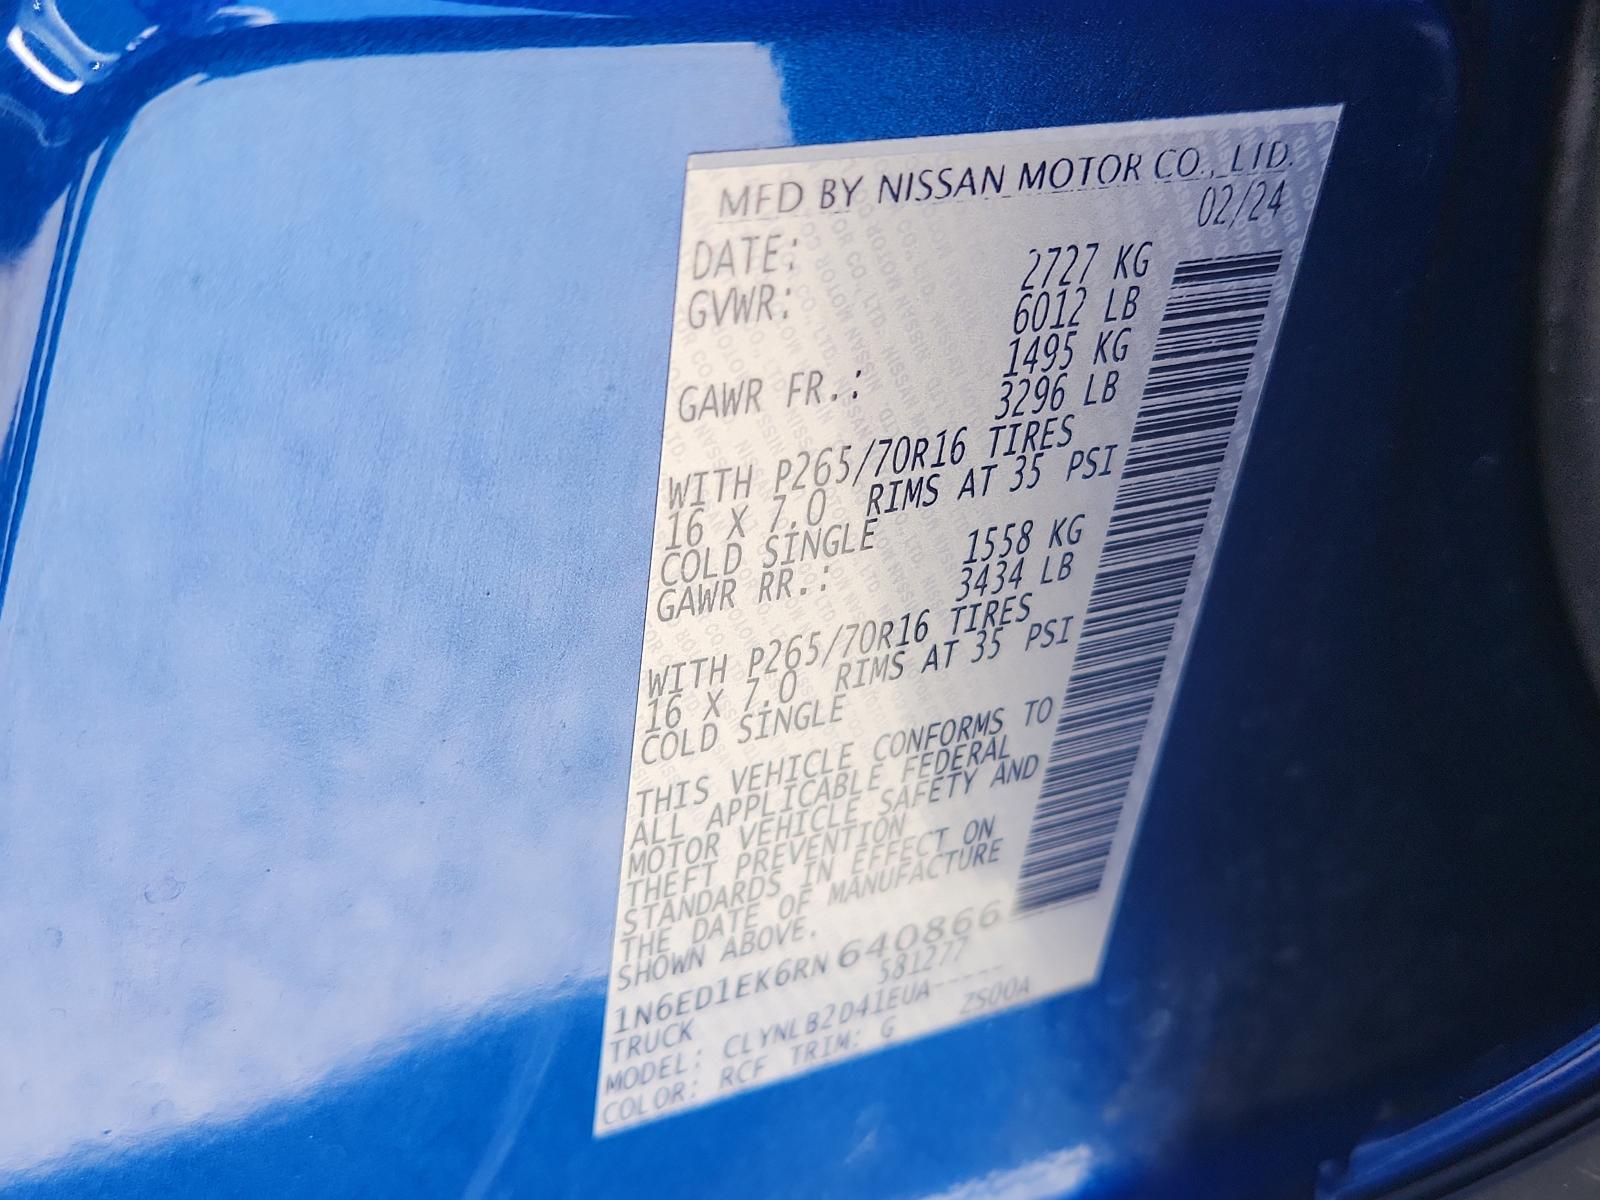 MFD BY NISSAN MOTOR CO., LTD.
DATE: 02/24
GVWR: 2727 KG
6012 LB
GAWR FR.: 1495 KG
3296 LB
WITH P265/70R16 TIRES
16 X 7.0 RIMS AT 35 PSI
COLD SINGLE
GAWR RR.: 1558 KG
3434 LB
WITH P265/70R16 TIRES
16 X 7.0 RIMS AT 35 PSI
COLD SINGLE
THIS VEHICLE CONFORMS TO
ALL APPLICABLE FEDERAL
MOTOR VEHICLE SAFETY AND
THEFT PREVENTION
STANDARDS IN EFFECT ON
THE DATE OF MANUFACTURE
SHOWN ABOVE.
1N6ED1EK6RN640866
TRUCK 581277
MODEL: CLYNLB2D41EUA-----
COLOR: RCF TRIM: G ZS00A